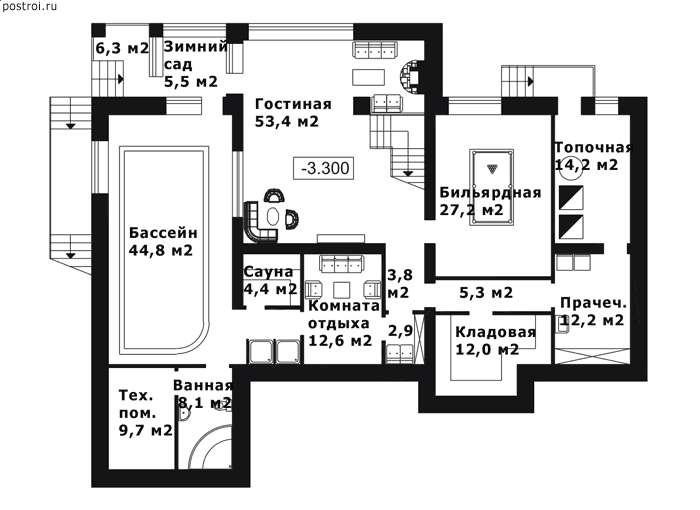 postroi.ru
6,3 м2
Зимний
сад
5,5 м2
Гостиная
53,4 м2
-3.300
Топочная
14,2 м2
Бильярдная
27,2 м2
Бассейн
44,8 м2
Сауна
4,4 м2
3,8
м2
5,3 м2
Комната
отдыха
12,6 м2
2,9
Прачеч.
12,2 м2
Кладовая
12,0 м2
Тех.
пом.
9,7 м2
Ванная
8,1 м2